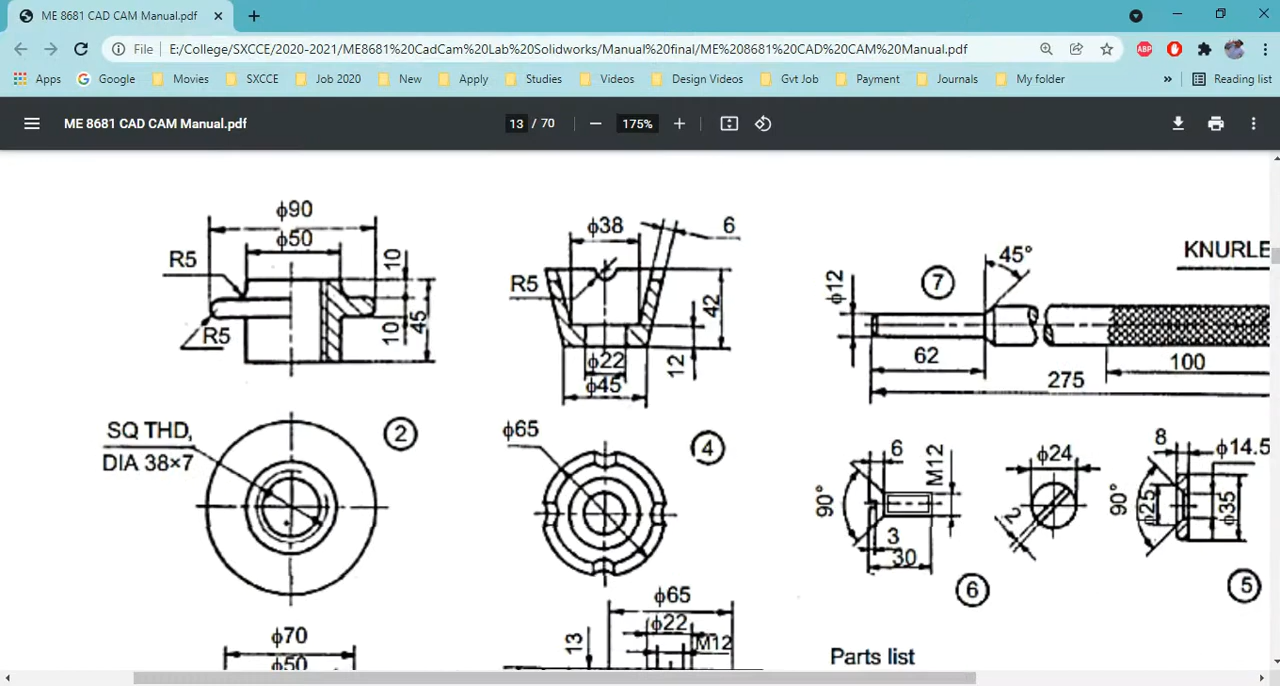 ME 8681 CAD CAM Manual.pdf
File
E:/College/SXCCE/2020-2021/ME8681%20CadCam%20Lab%20Solidworks/Manual%20final/ME%208681%20CAD%20CAM%20Manual.pdf
ABP
Apps
Google
Movies
SXCCE
Job 2020
New
Apply
Studies
Videos
Design Videos
Gvt Job
Payment
Journals
My folder
»
Reading list
ME 8681 CAD CAM Manual.pdf
13 / 70
175%
ϕ90
ϕ50
R5
R5
10
10
45
SQ THD,
DIA 38×7
2
ϕ38
6
R5
42
12
ϕ22
ϕ45
ϕ65
4
KNURLE
45°
7
ϕ12
62
100
275
6
M12
90°
3
30
6
ϕ24
2
8
ϕ14.5
90°
ϕ25
ϕ35
5
ϕ70
ϕ50
ϕ65
ϕ22
M12
13
Parts list